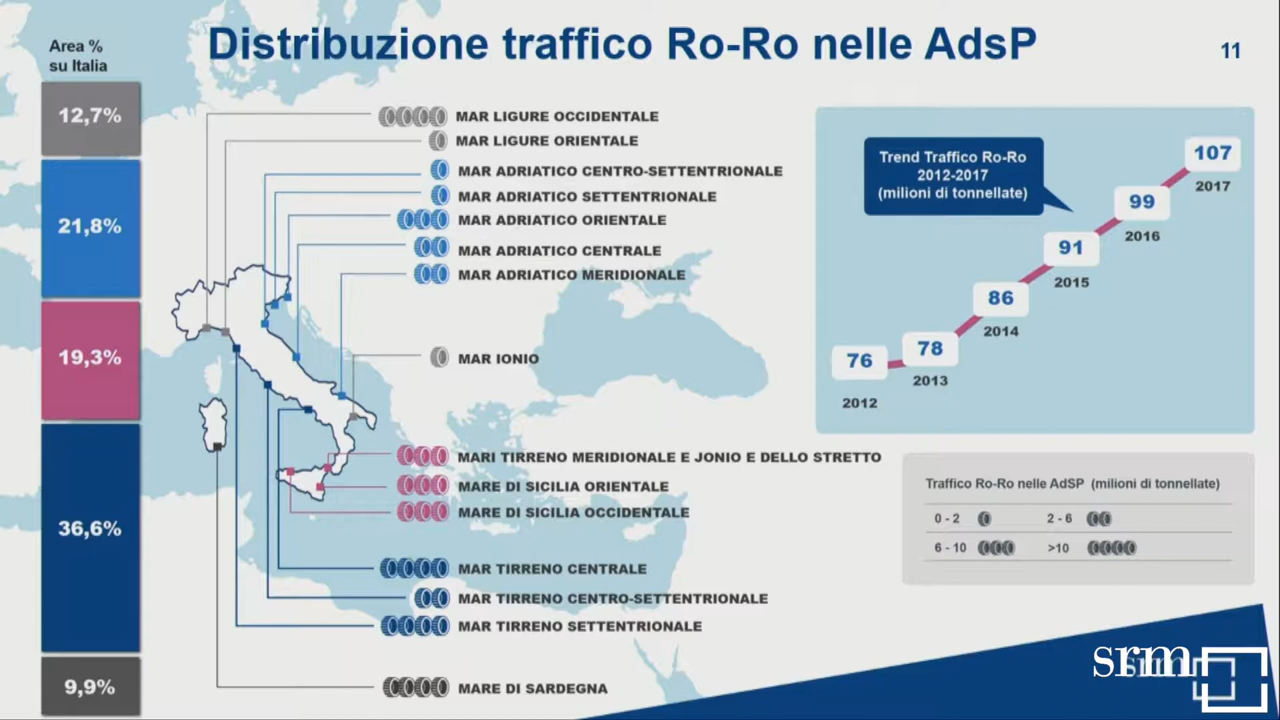 Area %
su Italia
Distribuzione traffico Ro-Ro nelle AdsP
11
12,7%
21,8%
19,3%
36,6%
9,9%
MAR LIGURE OCCIDENTALE
MAR LIGURE ORIENTALE
MAR ADRIATICO CENTRO-SETTENTRIONALE
MAR ADRIATICO SETTENTRIONALE
MAR ADRIATICO ORIENTALE
MAR ADRIATICO CENTRALE
MAR ADRIATICO MERIDIONALE
MAR IONIO
MARI TIRRENO MERIDIONALE E JONIO E DELLO STRETTO
MARE DI SICILIA ORIENTALE
MARE DI SICILIA OCCIDENTALE
MAR TIRRENO CENTRALE
MAR TIRRENO CENTRO-SETTENTRIONALE
MAR TIRRENO SETTENTRIONALE
MARE DI SARDEGNA
Trend Traffico Ro-Ro
2012-2017
(milioni di tonnellate)
76
2012
78
2013
86
2014
91
2015
99
2016
107
2017
Traffico Ro-Ro nelle AdSP (milioni di tonnellate)
0 - 2
2 - 6
6 - 10
>10
srm
srm